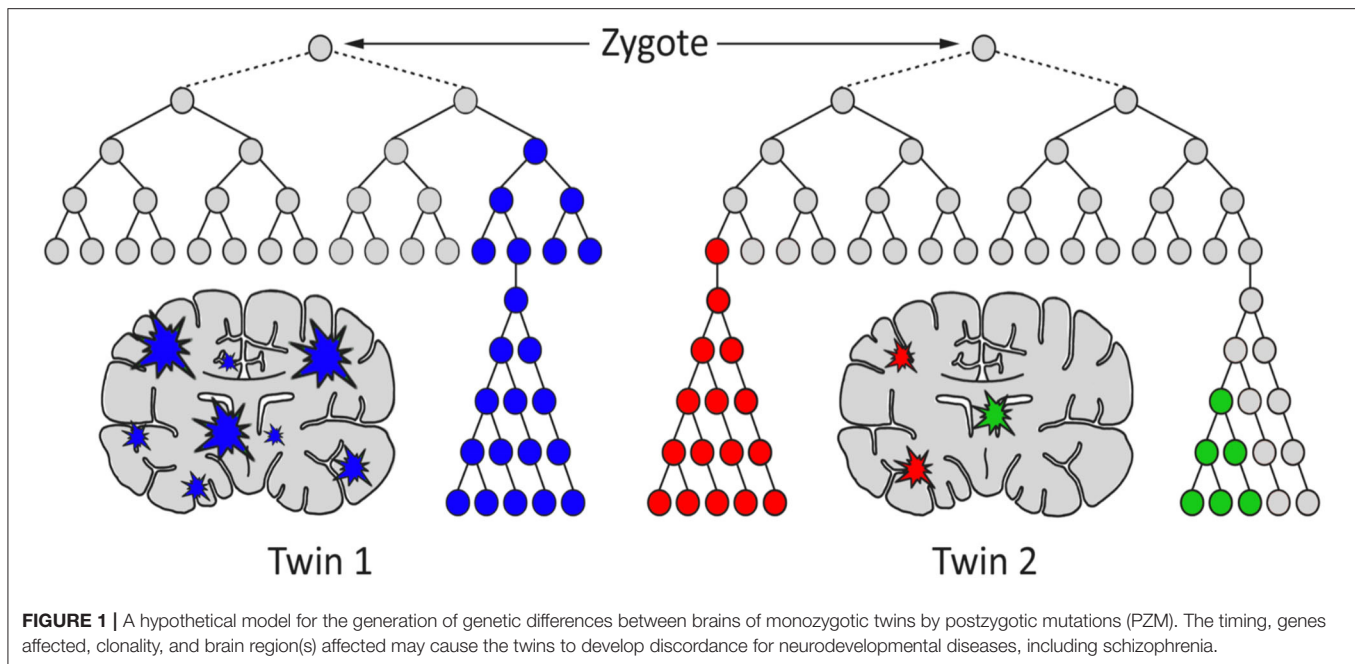 Zygote
Twin 1
Twin 2
FIGURE 1 | A hypothetical model for the generation of genetic differences between brains of monozygotic twins by postzygotic mutations (PZM). The timing, genes
affected, clonality, and brain region(s) affected may cause the twins to develop discordance for neurodevelopmental diseases, including schizophrenia.